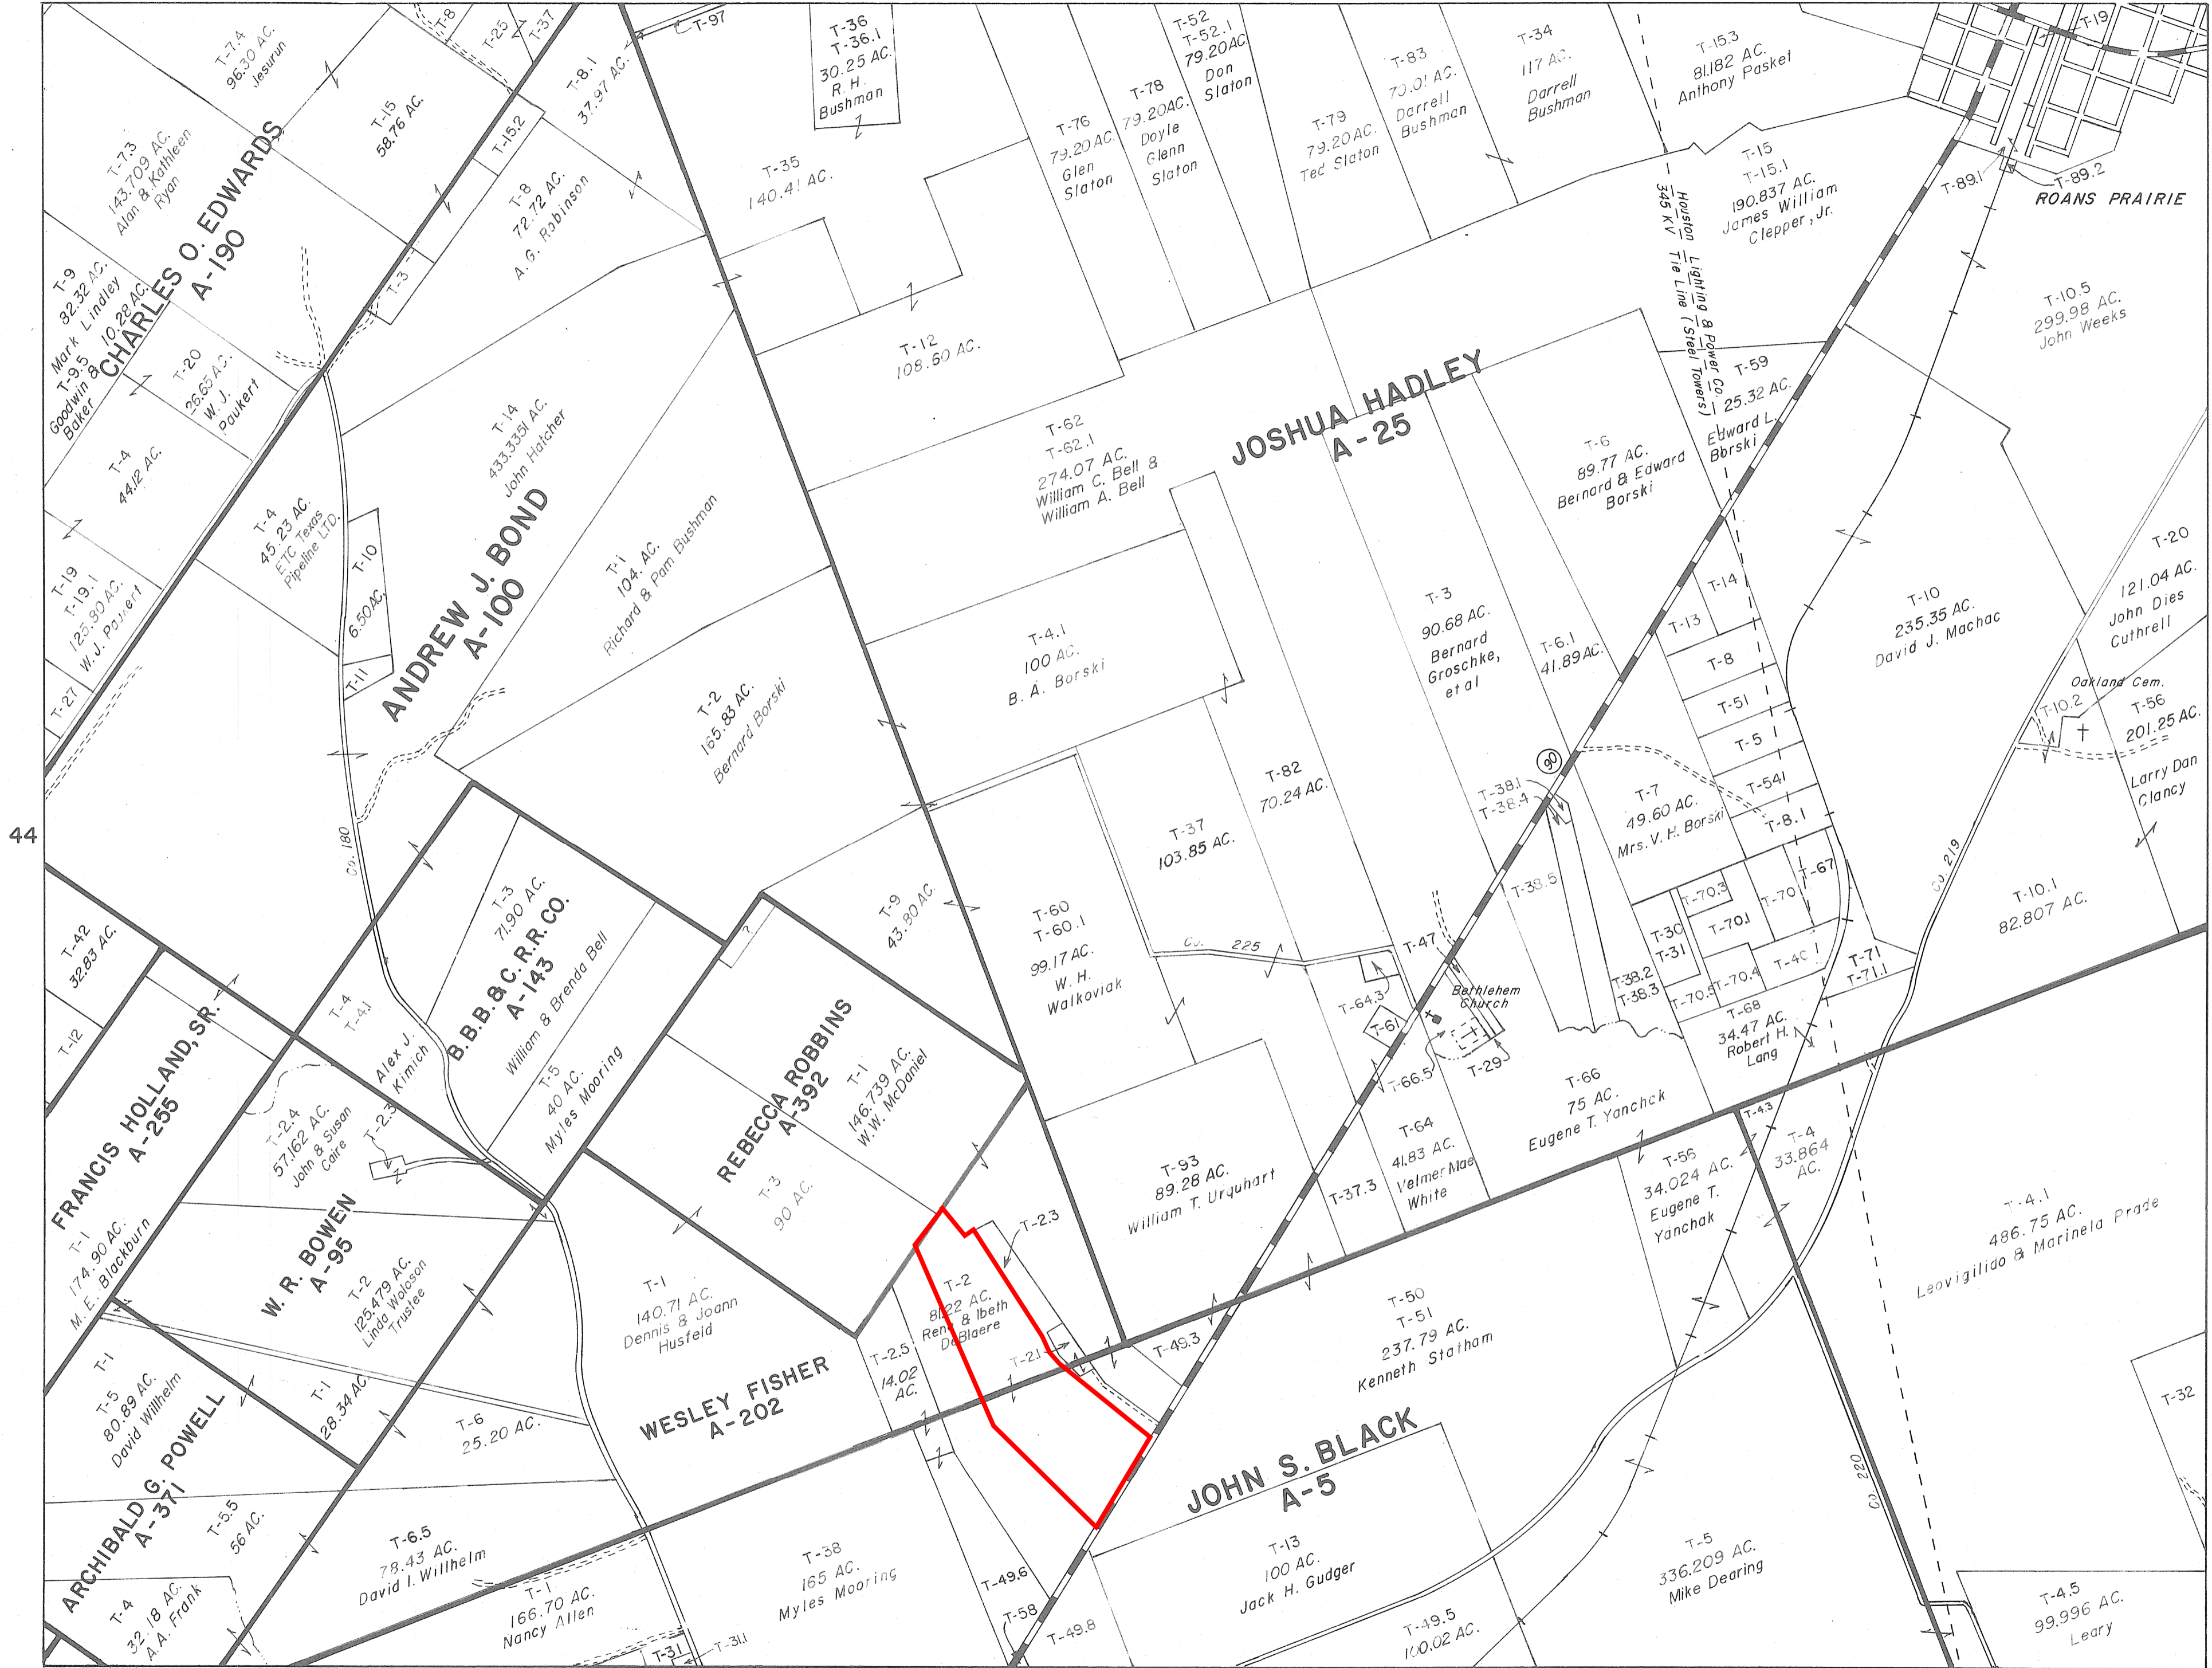 T-7.4
96.30 AC.
Jesurun
T-8
T-25
T-37
T-97
T-36
T-36.1
30.25 AC.
R. H.
Bushman
T-52
T-52.1
79.20 AC.
Don
Slaton
T-34
117 AC.
Darrell
Bushman
T-15.3
81.182 AC.
Anthony Pasket
T-19
T-7.3
143.709 AC.
Alan & Kathleen
Ryan
T-15
58.76 AC.
T-15.2
T-8.1
37.97 AC.
T-35
140.41 AC.
T-76
79.20 AC.
Glen
Slaton
T-78
79.20 AC.
Doyle
Glenn
Slaton
T-79
79.20 AC.
Ted Slaton
T-83
70.01 AC.
Darrell
Bushman
T-15
T-15.1
190.837 AC.
James William
Clepper, Jr.
T-89.1
T-89.2
ROANS PRAIRIE
CHARLES O. EDWARDS
A-190
T-8
72.72 AC.
A. G. Robinson
T-3
Houston Lighting & Power Co.
345 KV Tie Line (Steel Towers)
T-10.5
299.98 AC.
John Weeks
T-9
82.32 AC.
Mark Lindley
T-9.5 10.28 AC.
Goodwin &
Baker
T-20
26.65 AC.
W. J.
Paukert
T-12
108.60 AC.
T-59
25.32 AC.
Edward L.
Borski
T-4
44.12 AC.
T-14
433.3351 AC.
John Hatcher
T-62
T-62.1
274.07 AC.
William C. Bell &
William A. Bell
JOSHUA HADLEY
A-25
T-6
89.77 AC.
Bernard & Edward
Borski
T-4
45.23 AC.
ETC Texas
Pipeline LTD.
T-10
6.50 AC.
T-11
ANDREW J. BOND
A-100
T-1
104. AC.
Richard & Pam Bushman
T-19
T-19.1
125.80 AC.
W. J. Paukert
T-27
T-2
165.83 AC.
Bernard Borski
T-4.1
100 AC.
B. A. Borski
T-3
90.68 AC.
Bernard
Groschke,
et al
T-6.1
41.89 AC.
T-14
T-13
T-8
T-51
T-5
T-54.1
T-8.1
T-10
235.35 AC.
David J. Machac
T-20
121.04 AC.
John Dies
Cuthrell
Oakland Cem.
T-10.2
T-56
201.25 AC.
Larry Dan
Clancy
90
T-38.1
T-38.4
T-7
49.60 AC.
Mrs. V. H. Borski
T-82
70.24 AC.
T-37
103.85 AC.
44
Co. 180
Co. 219
T-38.5
T-70.3
T-70
T-67
T-70.1
T-30
T-31
T-38.2
T-38.3
T-70.5
T-70.4
T-71
T-71.1
T-10.1
82.807 AC.
T-42
32.83 AC.
T-12
T-3
71.90 AC.
B.B.B. & C. R.R. CO.
A-143
William & Brenda Bell
T-9
43.80 AC.
?
T-60
T-60.1
99.17 AC.
W. H.
Walkoviak
Co. 225
T-47
T-64.3
T-61
Bethlehem
Church
T-66.5
T-29
T-68
34.47 AC.
Robert H.
Lang
T-4
T-4.1
Alex J.
Kimich
T-5
40 AC.
Myles Mooring
REBECCA ROBBINS
A-392
T-1
146.739 AC.
W.W. McDaniel
T-3
90 AC.
FRANCIS HOLLAND, SR.
A-255
T-2.4
57.162 AC.
John & Susan
Caire
T-2.3
T-66
75 AC.
Eugene T. Yanchak
T-64
41.83 AC.
Velmer Mae
White
T-37.3
T-93
89.28 AC.
William T. Urquhart
T-56
34.024 AC.
Eugene T.
Yanchak
T-4.3
T-4
33.864
AC.
T-4.1
486.75 AC.
Leovigilido & Marinela Prade
T-1
174.90 AC.
M. E. Blackburn
W. R. BOWEN
A-95
T-2
125.479 AC.
Linda Woloson
Trustee
T-1
140.71 AC.
Dennis & Joann
Husfeld
T-2.3
T-2
81.22 AC.
Rene & Ibeth
DeBlaere
T-2.1
T-2.5
14.02
AC.
T-49.3
T-50
T-51
237.79 AC.
Kenneth Statham
T-1
T-5
80.89 AC.
David Willhelm
T-1
28.34 AC.
T-6
25.20 AC.
WESLEY FISHER
A-202
JOHN S. BLACK
A-5
T-32
Co. 220
ARCHIBALD G. POWELL
A-371
T-5.5
56 AC.
T-6.5
78.43 AC.
David I. Willhelm
T-4
32.18 AC.
A.A. Frank
T-1
166.70 AC.
Nancy Allen
T-31
T-31.1
T-38
165 AC.
Myles Mooring
T-49.6
T-58
T-49.8
T-13
100 AC.
Jack H. Gudger
T-49.5
100.02 AC.
T-5
336.209 AC.
Mike Dearing
T-4.5
99.996 AC.
Leary